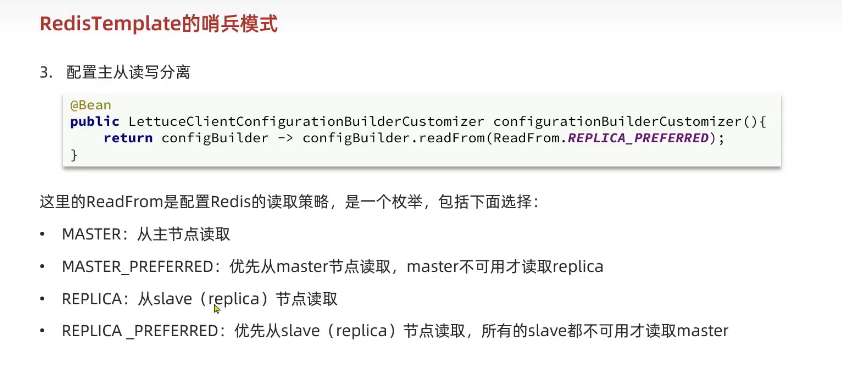 RedisTemplate的哨兵模式
3. 配置主从读写分离
@Bean
public LettuceClientConfigurationBuilderCustomizer configurationBuilderCustomizer(){
    return configBuilder -> configBuilder.readFrom(ReadFrom.REPLICA_PREFERRED);
}
这里的ReadFrom是配置Redis的读取策略，是一个枚举，包括下面选择：
• MASTER：从主节点读取
• MASTER_PREFERRED：优先从master节点读取，master不可用才读取replica
• REPLICA：从slave（replica）节点读取
• REPLICA _PREFERRED：优先从slave（replica）节点读取，所有的slave都不可用才读取master